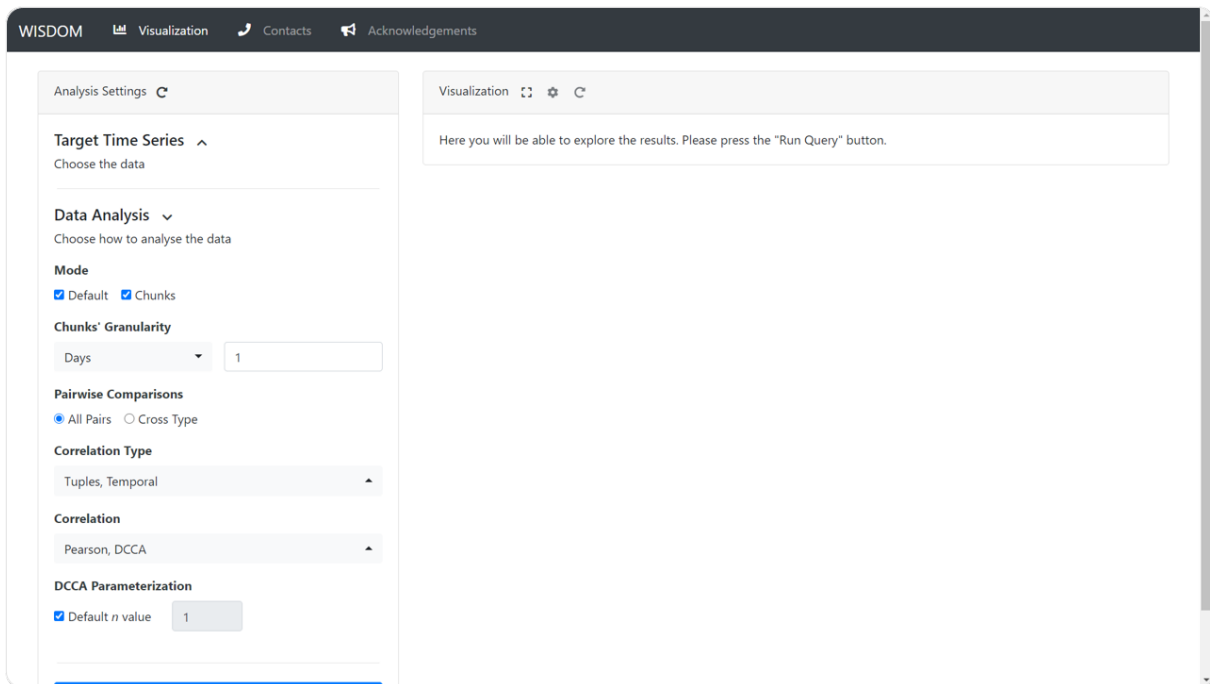 WISDOM Visualization Contacts Acknowledgements
Analysis Settings
Target Time Series
Choose the data
Data Analysis
Choose how to analyse the data
Mode
Default Chunks
Chunks' Granularity
Days 1
Pairwise Comparisons
All Pairs Cross Type
Correlation Type
Tuples, Temporal
Correlation
Pearson, DCCA
DCCA Parameterization
Default n value 1
Visualization
Here you will be able to explore the results. Please press the "Run Query" button.